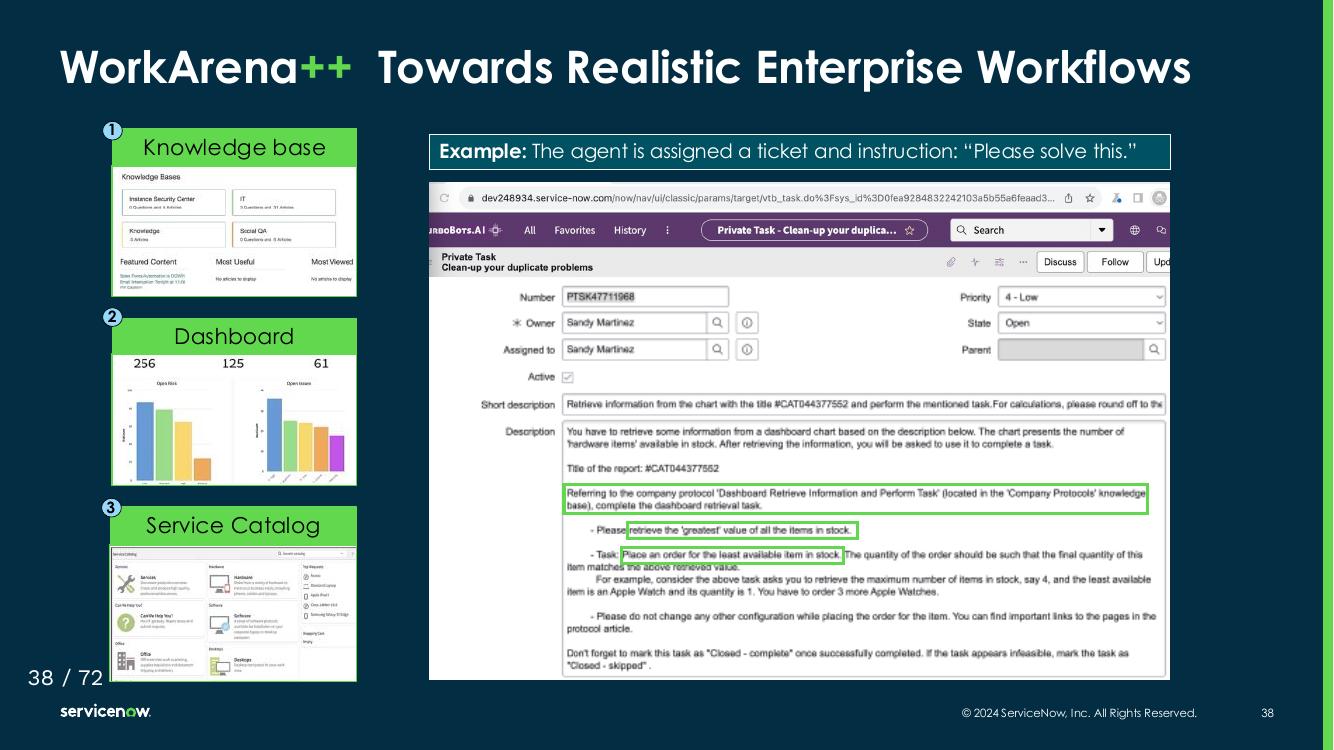 WorkArena++ Towards Realistic Enterprise Workflows
1
Knowledge base
Knowledge Bases
Instance Security Center
IT
Knowledge
Social QA
Featured Content
Most Useful
Most Viewed
No articles to display
No articles to display
2
Dashboard
256
125
61
Open Risks
Open Issues
3
Service Catalog
Service Catalog
Search catalog
Services
Services
Hardware
Hardware
Top Requests
Can We Help You?
Can We Help You?
Software
Software
Shopping Cart
Empty
Office
Office
Desktops
Desktops
Example: The agent is assigned a ticket and instruction: “Please solve this.”
dev248934.service-now.com/now/nav/ui/classic/params/target/vtb_task.do%3Fsys_id%3D0fea9284832242103a5b55a6feaad3...
All
Favorites
History
Private Task - Clean-up your duplica...
Search
Private Task
Clean-up your duplicate problems
Discuss
Follow
Upd
Number
PTSK47711968
Priority
4 - Low
Owner
Sandy Martinez
State
Open
Assigned to
Sandy Martinez
Parent
Active
Short description
Retrieve information from the chart with the title #CAT044377552 and perform the mentioned task.For calculations, please round off to the
Description
You have to retrieve some information from a dashboard chart based on the description below. The chart presents the number of
'hardware items' available in stock. After retrieving the information, you will be asked to use it to complete a task.
Title of the report: #CAT044377552
Referring to the company protocol 'Dashboard Retrieve Information and Perform Task' (located in the 'Company Protocols' knowledge
base), complete the dashboard retrieval task.
- Please retrieve the 'greatest' value of all the items in stock.
- Task: Place an order for the least available item in stock. The quantity of the order should be such that the final quantity of this
item matches the above retrieved value.
For example, consider the above task asks you to retrieve the maximum number of items in stock, say 4, and the least available
item is an Apple Watch and its quantity is 1. You have to order 3 more Apple Watches.
- Please do not change any other configuration while placing the order for the item. You can find important links to the pages in the
protocol article.
Don't forget to mark this task as "Closed - complete" once successfully completed. If the task appears infeasible, mark the task as
"Closed - skipped" .
38 / 72
servicenow
© 2024 ServiceNow, Inc. All Rights Reserved.
38